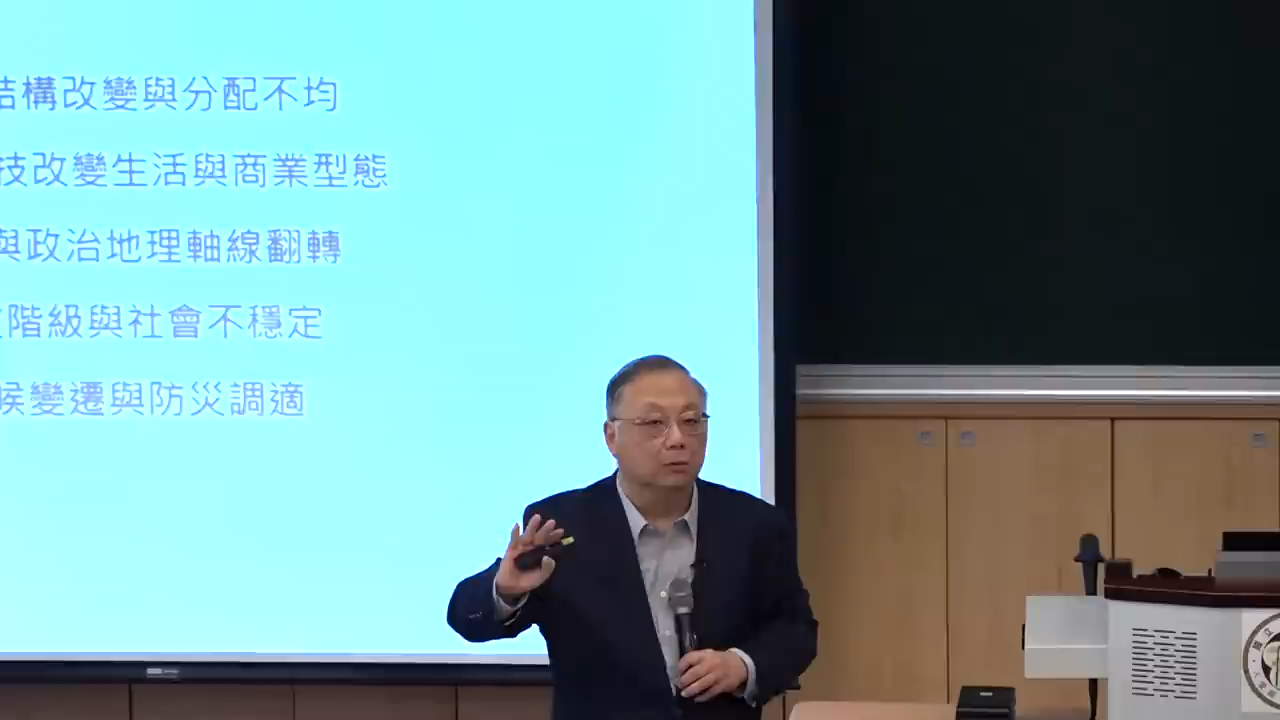 結構改變與分配不均
技改變生活與商業型態
與政治地理軸線翻轉
階級與社會不穩定
候變遷與防災調適